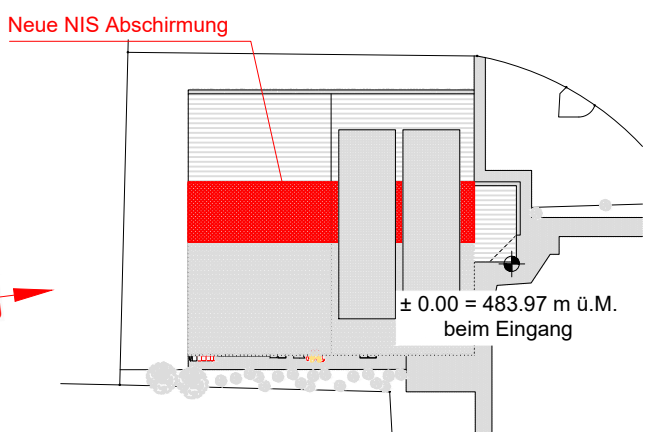 Neue NIS Abschirmung
± 0.00 = 483.97 m ü.M.
beim Eingang